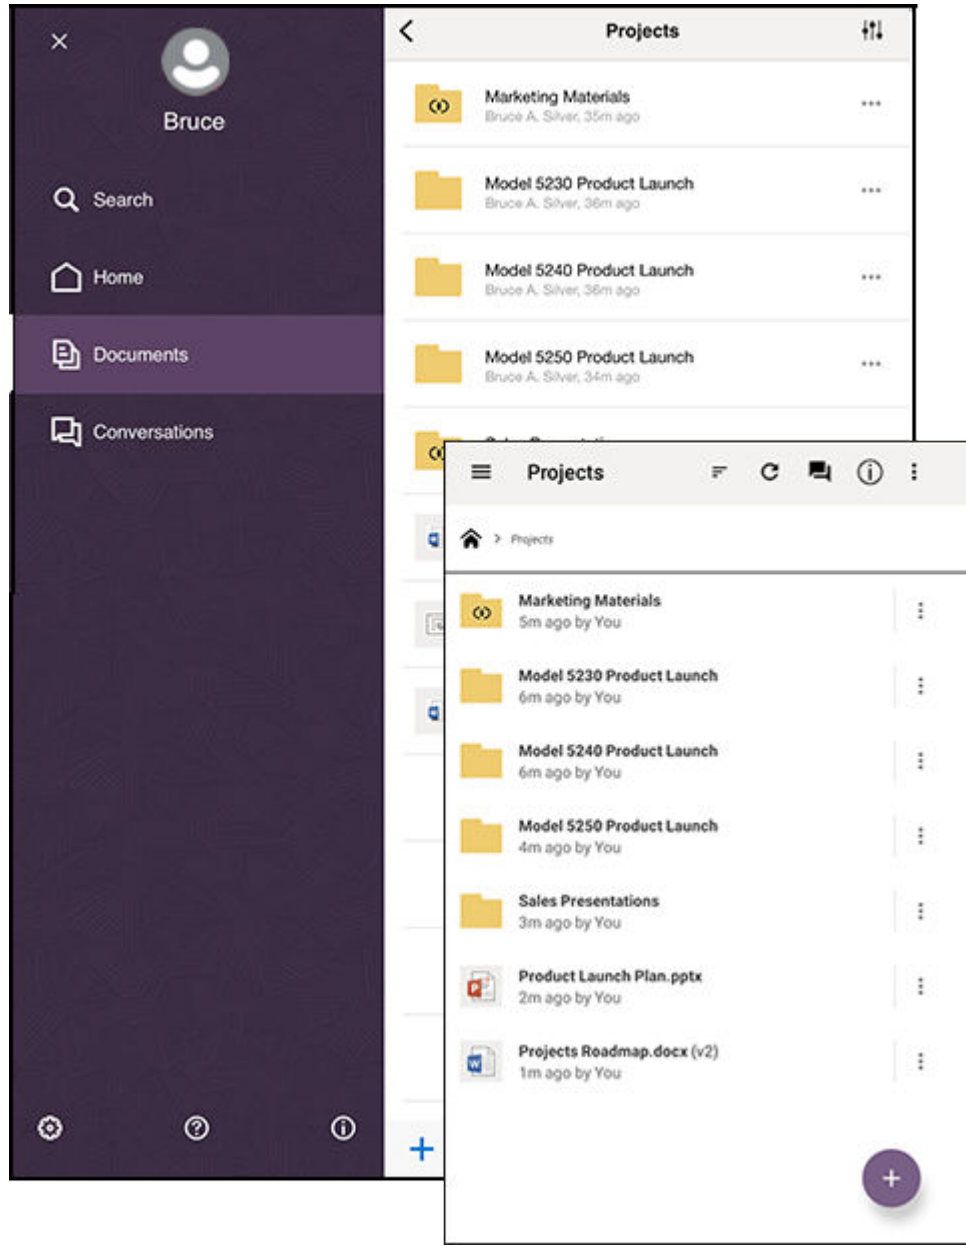 Bruce
Search
Home
Documents
Conversations
Projects
Marketing Materials
Bruce A. Silver, 35m ago
Model 5230 Product Launch
Bruce A. Silver, 36m ago
Model 5240 Product Launch
Bruce A. Silver, 36m ago
Model 5250 Product Launch
Bruce A. Silver, 34m ago
Projects
Projects
Marketing Materials
5m ago by You
Model 5230 Product Launch
6m ago by You
Model 5240 Product Launch
6m ago by You
Model 5250 Product Launch
4m ago by You
Sales Presentations
3m ago by You
Product Launch Plan.pptx
2m ago by You
Projects Roadmap.docx (v2)
1m ago by You